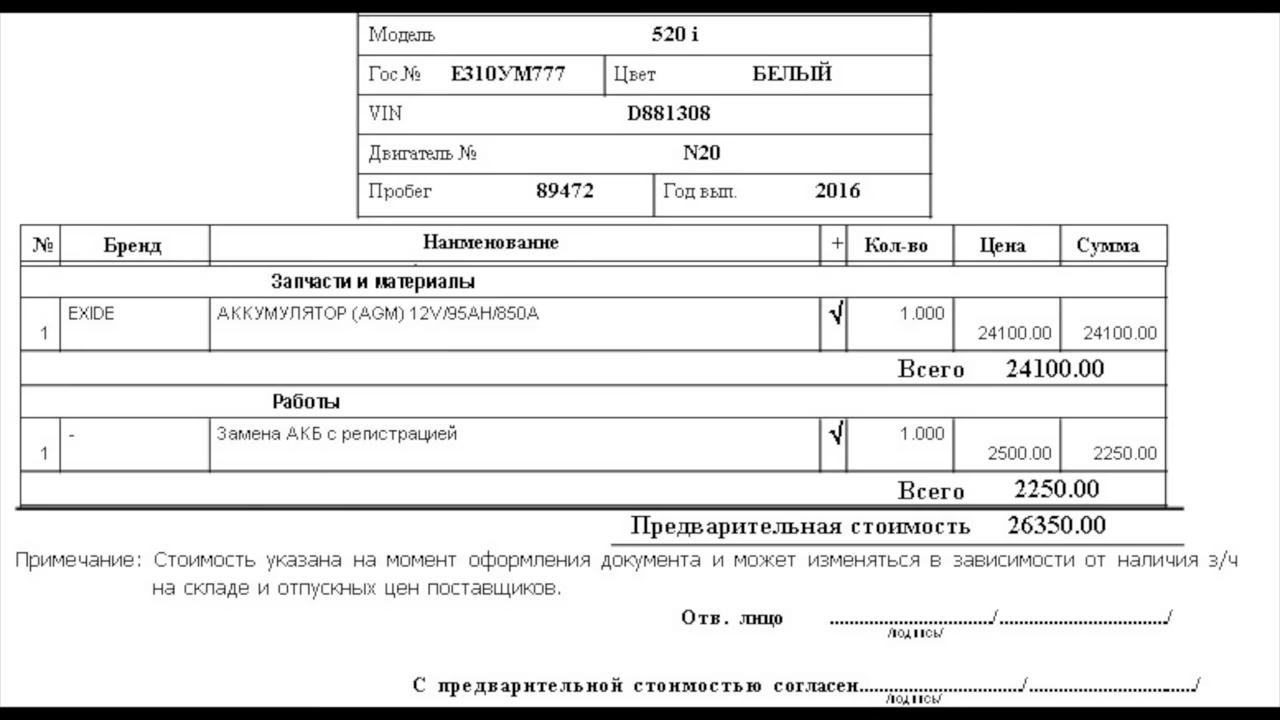 Модель 520 i
Гос.№ Е310УМ777 Цвет БЕЛЫЙ
VIN D881308
Двигатель № N20
Пробег 89472 Год вып. 2016
№ Бренд Наименование + Кол-во Цена Сумма
Запчасти и материалы
1 EXIDE АККУМУЛЯТОР (AGM) 12V/95AH/850A √ 1.000 24100.00 24100.00
Всего 24100.00
Работы
1 - Замена АКБ с регистрацией √ 1.000 2500.00 2250.00
Всего 2250.00
Предварительная стоимость 26350.00
Примечание: Стоимость указана на момент оформления документа и может изменяться в зависимости от наличия з/ч
на складе и отпускных цен поставщиков.
Отв. лицо ............................../.............................../
/подпись/
С предварительной стоимостью согласен............................../.............................../
/подпись/